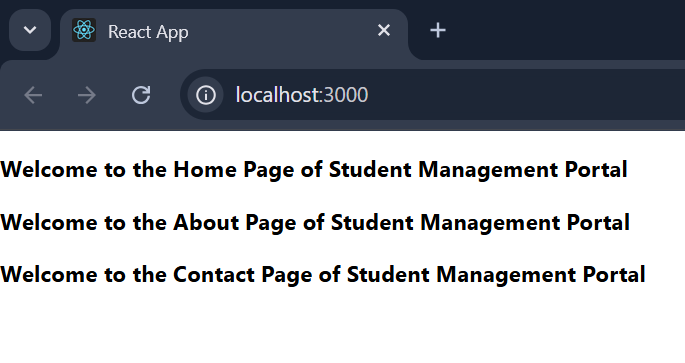 React App
localhost:3000
Welcome to the Home Page of Student Management Portal
Welcome to the About Page of Student Management Portal
Welcome to the Contact Page of Student Management Portal